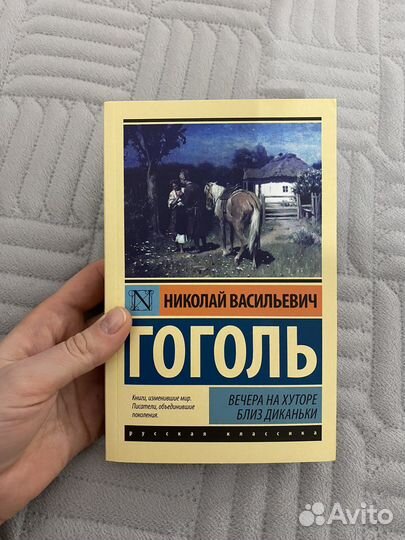 N
НИКОЛАЙ ВАСИЛЬЕВИЧ
ГОГОЛЬ
Книги, изменившие мир.
Писатели, объединившие
поколения.
ВЕЧЕРА НА ХУТОРЕ
БЛИЗ ДИКАНЬКИ
русская классика
Avito